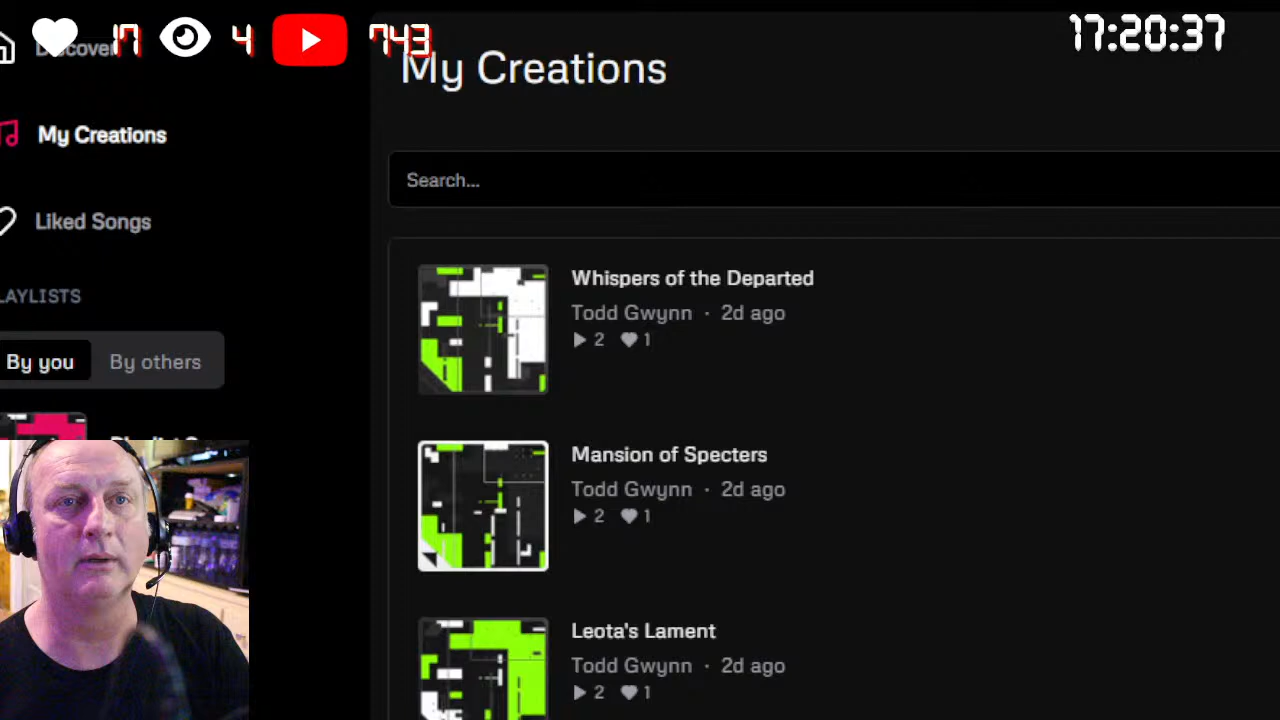 17 4 743
17:20:37
Discover
My Creations
Liked Songs
PLAYLISTS
By you By others
My Creations
Search...
Whispers of the Departed
Todd Gwynn · 2d ago
2 1
Mansion of Specters
Todd Gwynn · 2d ago
2 1
Leota's Lament
Todd Gwynn · 2d ago
2 1